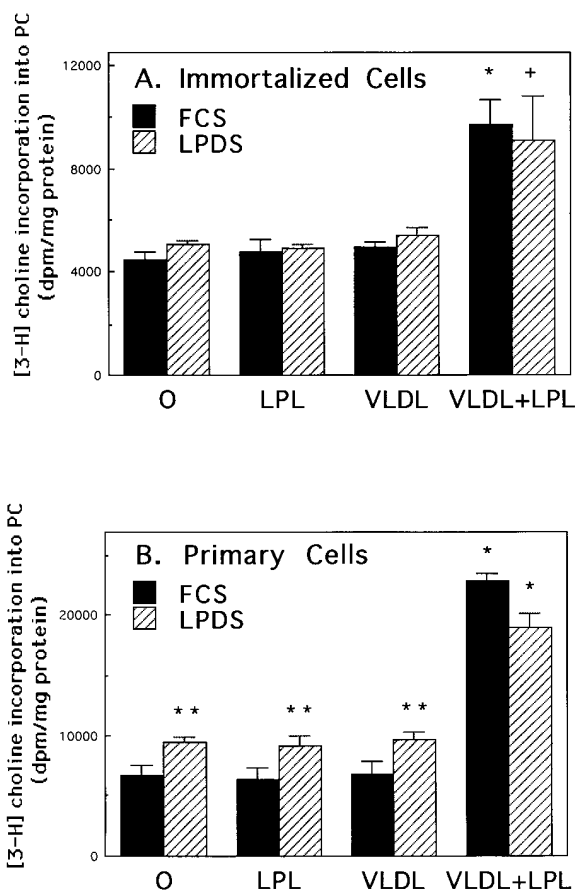 [3-H] choline incorporation into PC
(dpm/mg protein)
12000
8000
4000
0
A. Immortalized Cells
FCS
LPDS
* +
O LPL VLDL VLDL+LPL
[3-H] choline incorporation into PC
(dpm/mg protein)
20000
10000
0
B. Primary Cells
FCS
LPDS
*
*
** ** **
O LPL VLDL VLDL+LPL